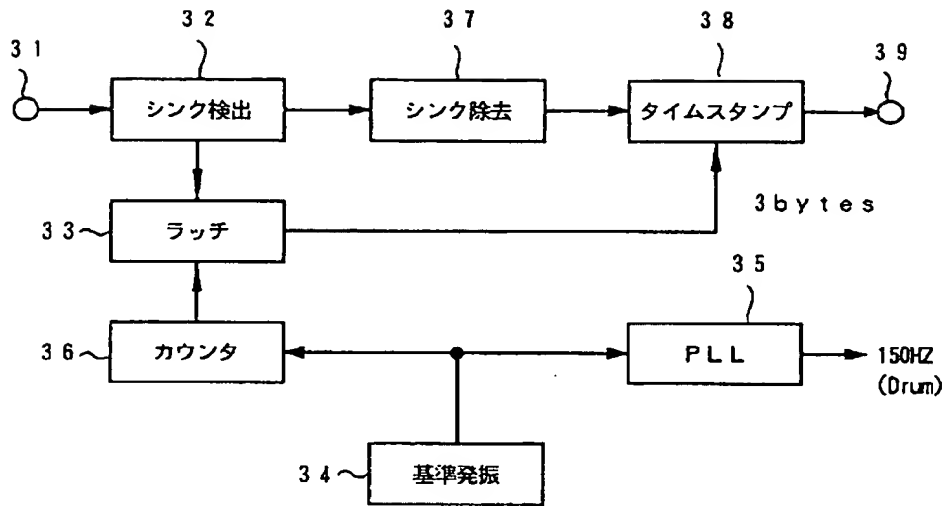 31
32
37
38
39
シンク検出
シンク除去
タイムスタンプ
3bytes
33
ラッチ
35
36
カウンタ
PLL
150HZ
(Drum)
34
基準発振